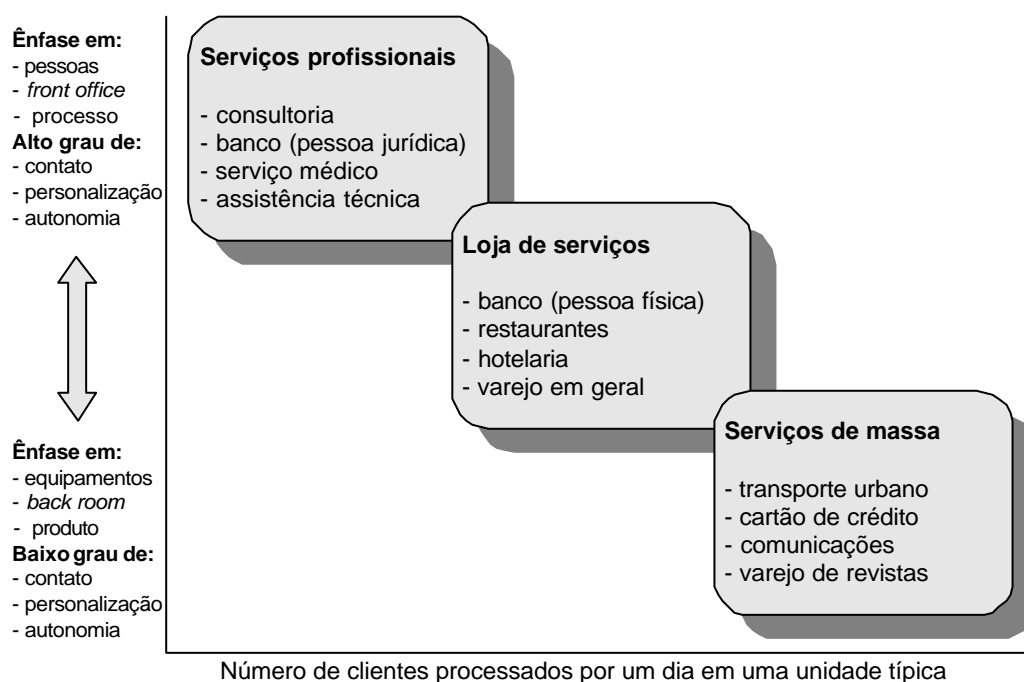 Ênfase em:
- pessoas
- front office
- processo
Alto grau de:
- contato
- personalização
- autonomia
Ênfase em:
- equipamentos
- back room
- produto
Baixo grau de:
- contato
- personalização
- autonomia
Serviços profissionais
- consultoria
- banco (pessoa jurídica)
- serviço médico
- assistência técnica
Loja de serviços
- banco (pessoa física)
- restaurantes
- hotelaria
- varejo em geral
Serviços de massa
- transporte urbano
- cartão de crédito
- comunicações
- varejo de revistas
Número de clientes processados por um dia em uma unidade típica